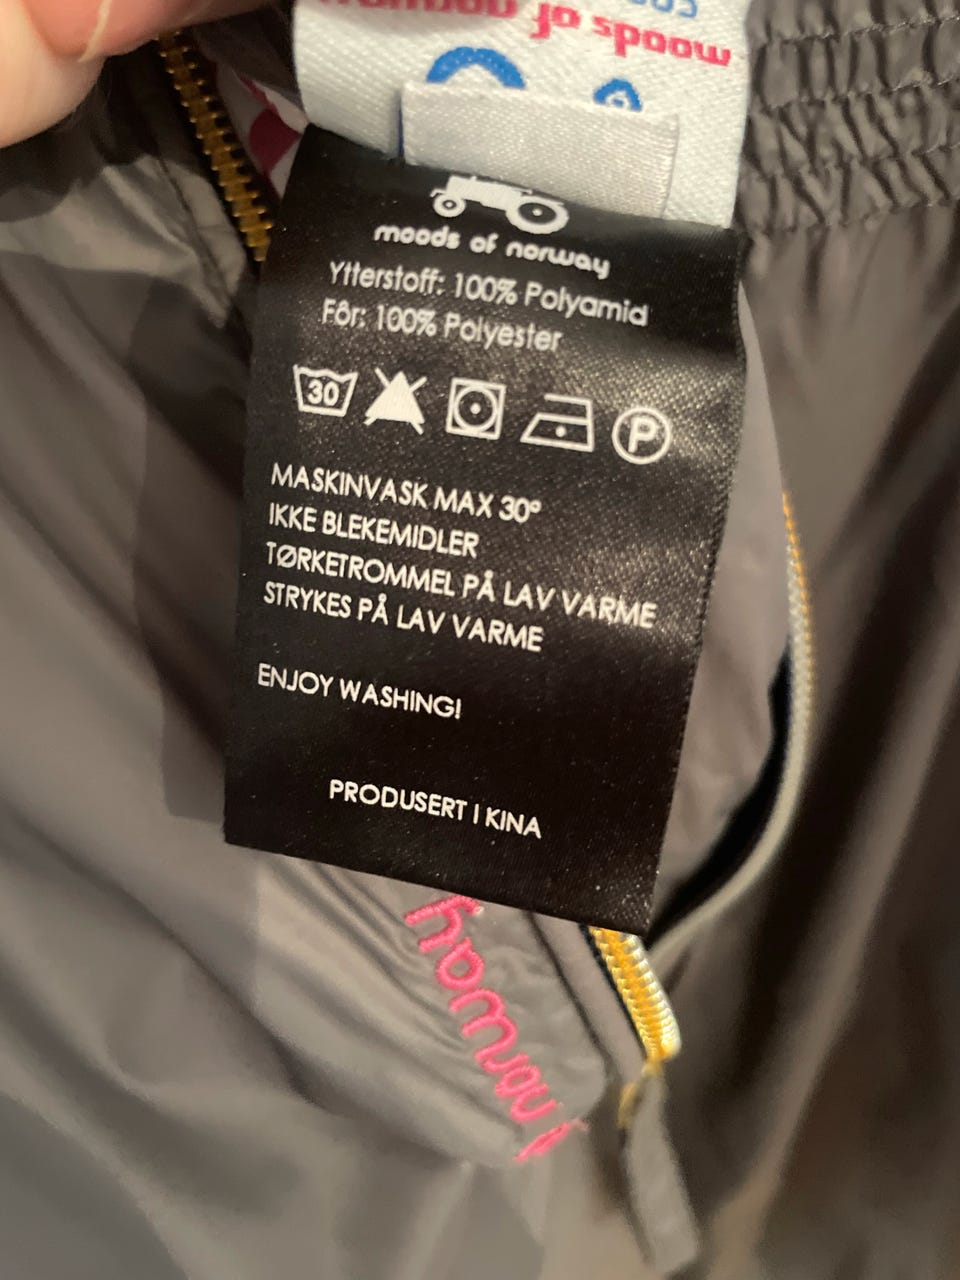 moods of norway
moods of norway
Ytterstoff: 100% Polyamid
Fôr: 100% Polyester
30 P
MASKINVASK MAX 30°
IKKE BLEKEMIDLER
TØRKETROMMEL PÅ LAV VARME
STRYKES PÅ LAV VARME
ENJOY WASHING!
PRODUSERT I KINA
norway